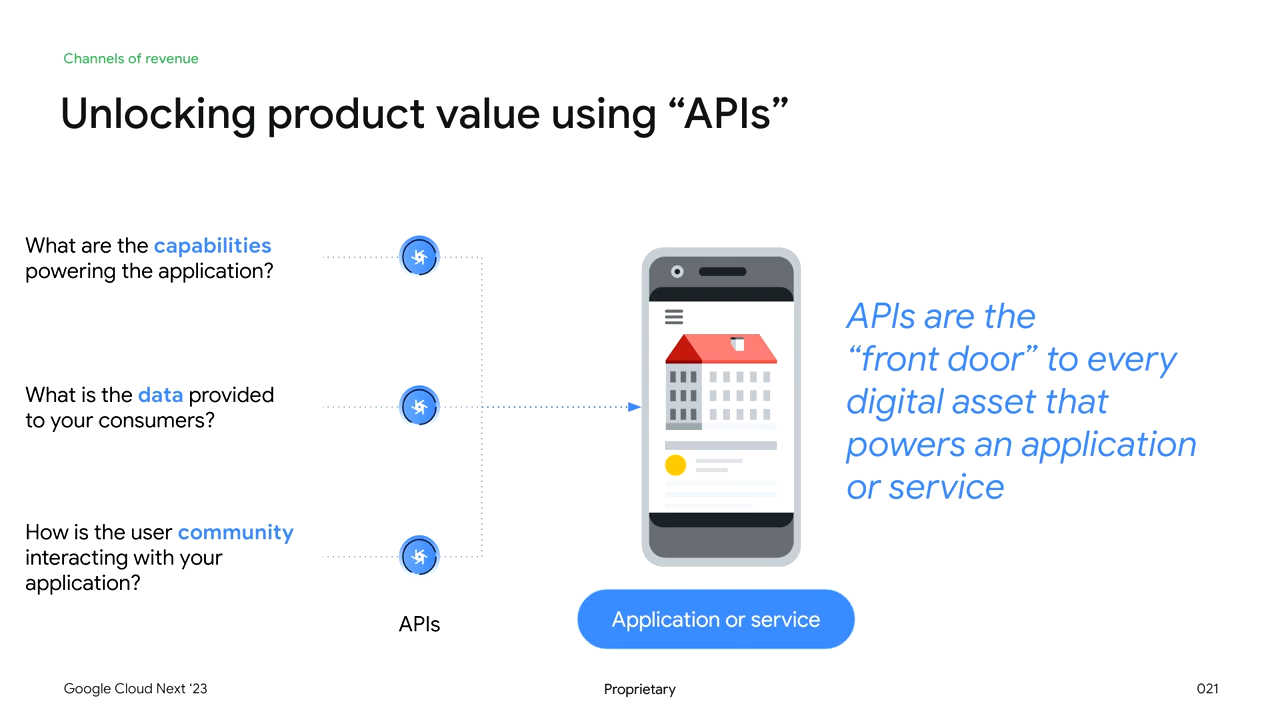 Channels of revenue
Unlocking product value using “APIs”
What are the capabilities
powering the application?
What is the data provided
to your consumers?
How is the user community
interacting with your
application?
APIs
Application or service
APIs are the
“front door” to every
digital asset that
powers an application
or service
Google Cloud Next ‘23
Proprietary
021